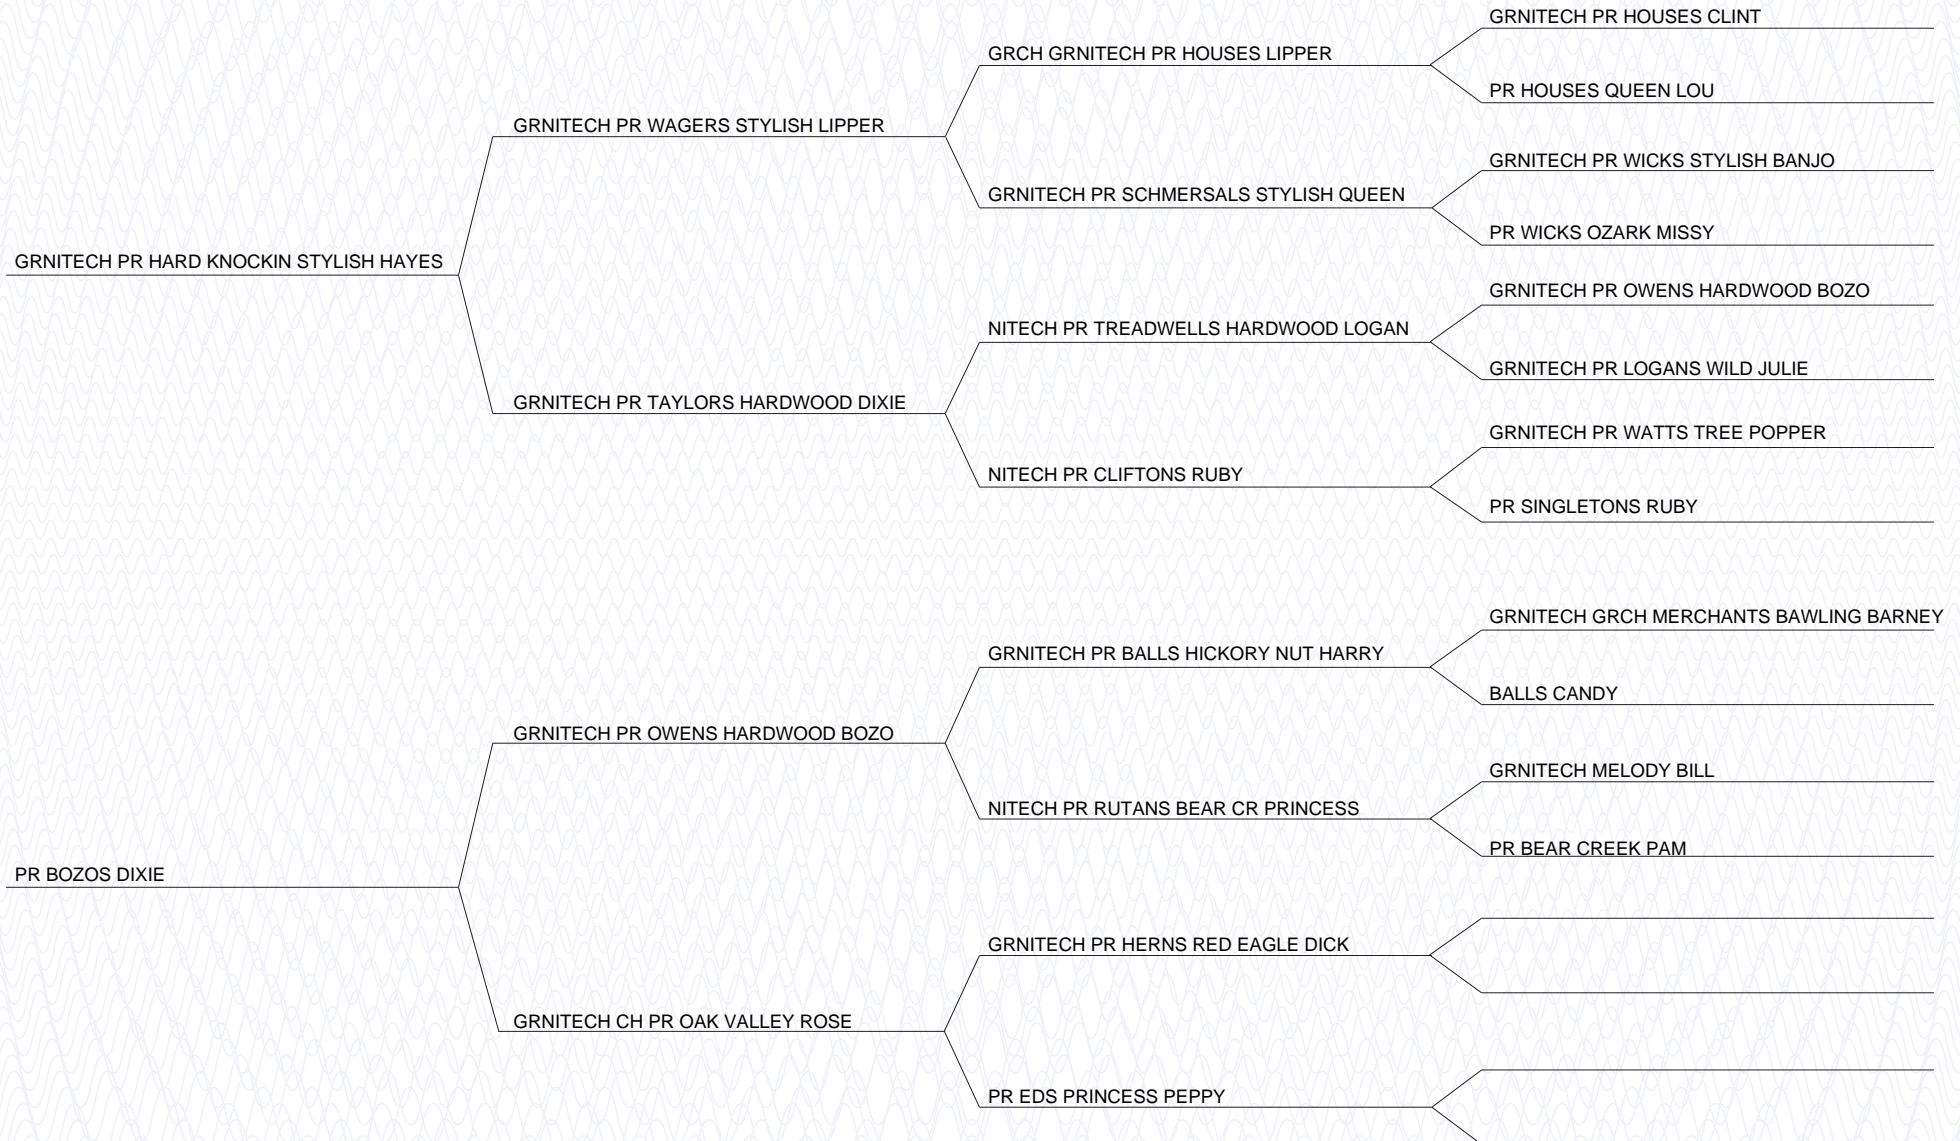 GRNITECH PR HOUSES CLINT
GRCH GRNITECH PR HOUSES LIPPER
PR HOUSES QUEEN LOU
GRNITECH PR WAGERS STYLISH LIPPER
GRNITECH PR WICKS STYLISH BANJO
GRNITECH PR SCHMERSALS STYLISH QUEEN
PR WICKS OZARK MISSY
GRNITECH PR HARD KNOCKIN STYLISH HAYES
GRNITECH PR OWENS HARDWOOD BOZO
NITECH PR TREADWELLS HARDWOOD LOGAN
GRNITECH PR LOGANS WILD JULIE
GRNITECH PR TAYLORS HARDWOOD DIXIE
GRNITECH PR WATTS TREE POPPER
NITECH PR CLIFTONS RUBY
PR SINGLETONS RUBY
GRNITECH GRCH MERCHANTS BAWLING BARNEY
GRNITECH PR BALLS HICKORY NUT HARRY
BALLS CANDY
GRNITECH PR OWENS HARDWOOD BOZO
GRNITECH MELODY BILL
NITECH PR RUTANS BEAR CR PRINCESS
PR BEAR CREEK PAM
PR BOZOS DIXIE
GRNITECH PR HERNS RED EAGLE DICK
GRNITECH CH PR OAK VALLEY ROSE
PR EDS PRINCESS PEPPY